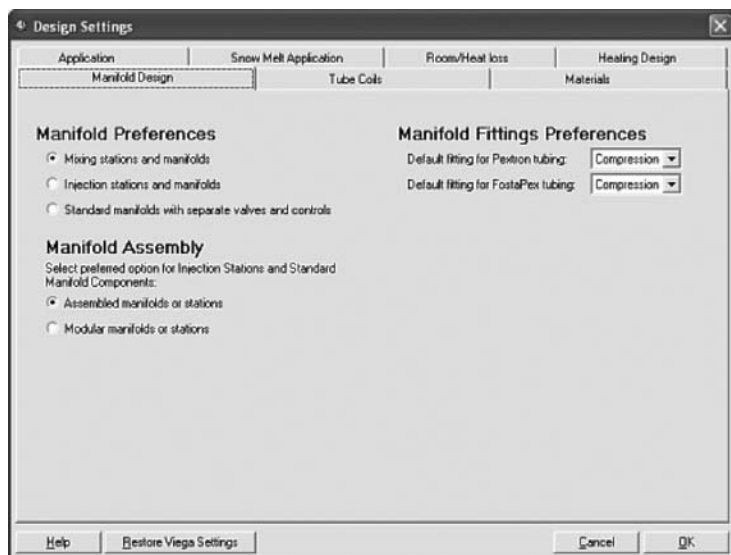 Design Settings
Application
Snow Melt Application
Room/Heat loss
Heating Design
Manifold Design
Tube Coils
Materials
Manifold Preferences
Mixing stations and manifolds
Injection stations and manifolds
Standard manifolds with separate valves and controls
Manifold Assembly
Select preferred option for Injection Stations and Standard
Manifold Components:
Assembled manifolds or stations
Modular manifolds or stations
Manifold Fittings Preferences
Default fitting for Pextron tubing: Compression
Default fitting for FostaPex tubing: Compression
Help
Restore Viega Settings
Cancel
OK